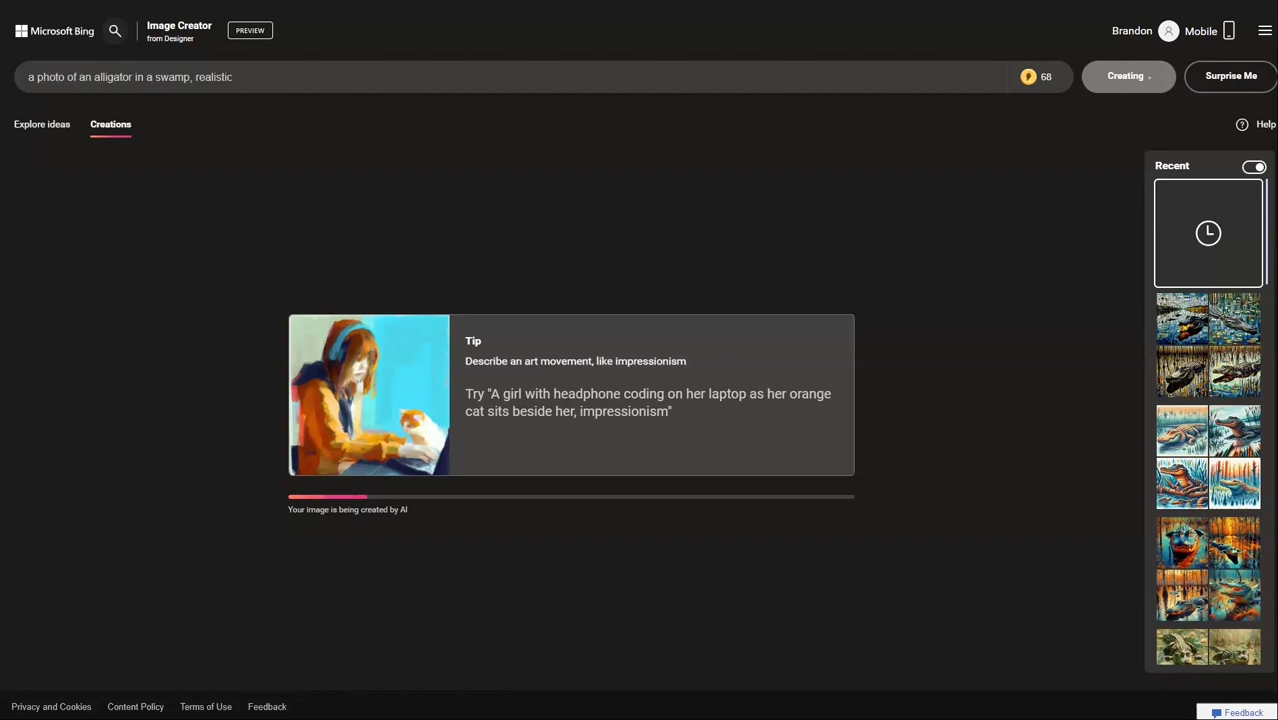 Microsoft Bing
Image Creator
from Designer
PREVIEW
Brandon
Mobile
a photo of an alligator in a swamp, realistic
68
Creating .
Surprise Me
Explore ideas
Creations
Help
Recent
Tip
Describe an art movement, like impressionism
Try "A girl with headphone coding on her laptop as her orange
cat sits beside her, impressionism"
Your image is being created by AI
Privacy and Cookies
Content Policy
Terms of Use
Feedback
Feedback